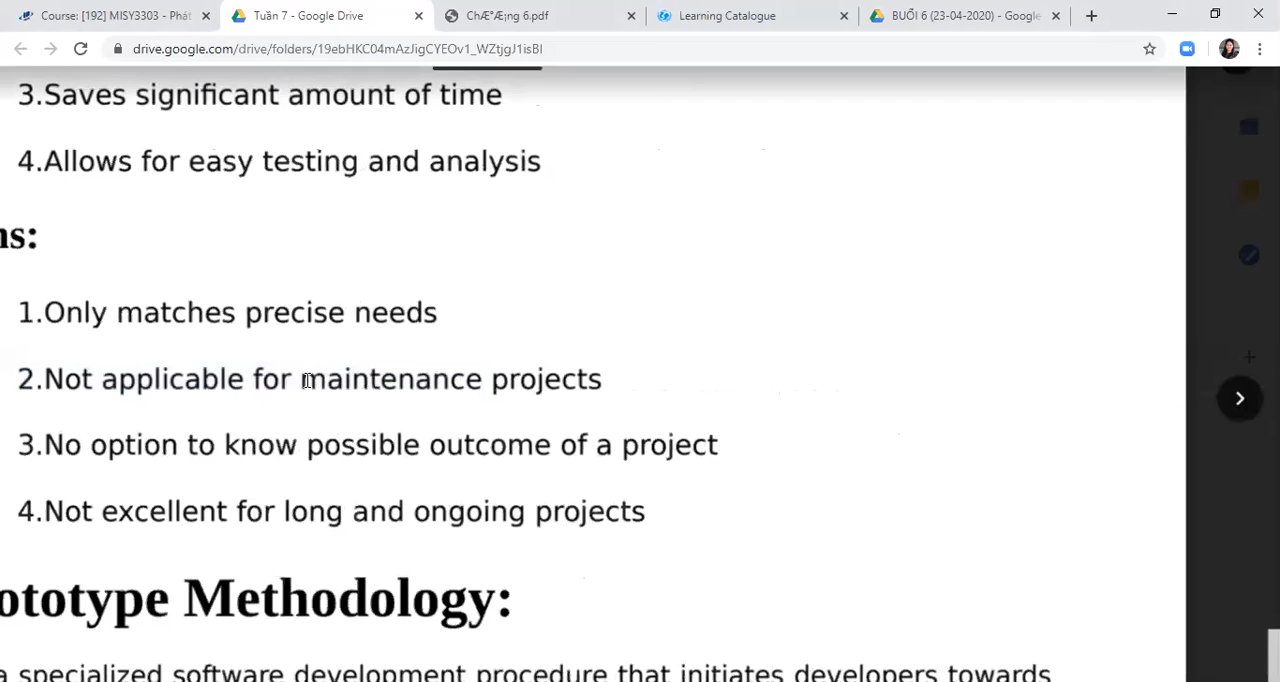 Course: [192] MISY3303 - Phát
Tuần 7 - Google Drive
ChÆ°Æ¡ng 6.pdf
Learning Catalogue
BUỔI 6 (23-04-2020) - Google
drive.google.com/drive/folders/19ebHKC04mAzJigCYEOv1_WZtjgJ1isBI
3.Saves significant amount of time
4.Allows for easy testing and analysis
ns:
1.Only matches precise needs
2.Not applicable for maintenance projects
3.No option to know possible outcome of a project
4.Not excellent for long and ongoing projects
ototype Methodology:
a specialized software development procedure that initiates developers towards